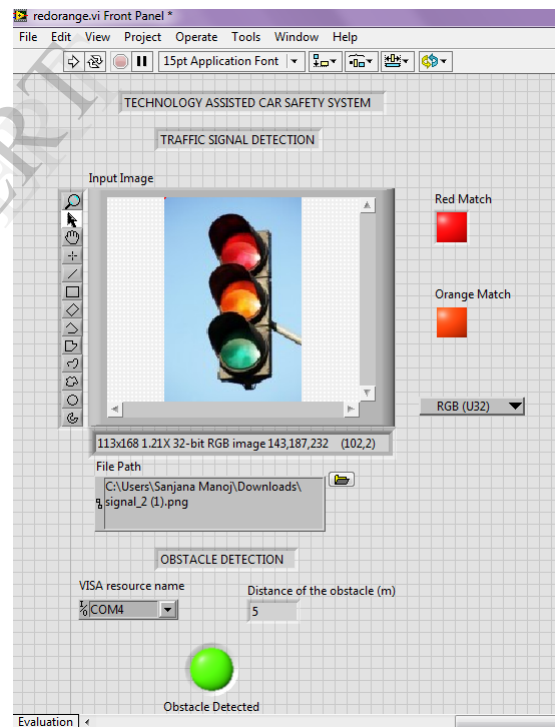 redorange.vi Front Panel *
File Edit View Project Operate Tools Window Help
15pt Application Font
TECHNOLOGY ASSISTED CAR SAFETY SYSTEM
TRAFFIC SIGNAL DETECTION
Input Image
Red Match
Orange Match
RGB (U32)
113x168 1.21X 32-bit RGB image 143,187,232 (102,2)
File Path
C:\Users\Sanjana Manoj\Downloads\
signal_2 (1).png
OBSTACLE DETECTION
VISA resource name
Distance of the obstacle (m)
COM4
5
Obstacle Detected
Evaluation